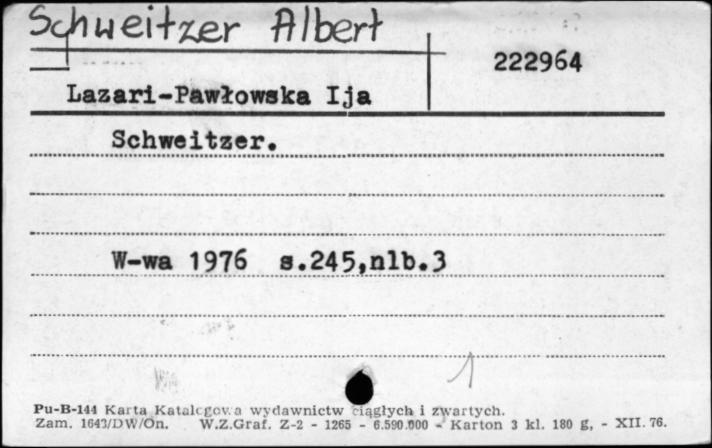 Schweitzer Albert
222964
Lazari-Pawłowska Ija
Schweitzer.
W-wa 1976 s.245,nlb.3
1
Pu-B-144 Karta Katalogowa wydawnictw ciągłych i zwartych.
Zam. 1643/DW/On. W.Z.Graf. Z-2 - 1265 - 6.590.000 - Karton 3 kl. 180 g, - XII. 76.